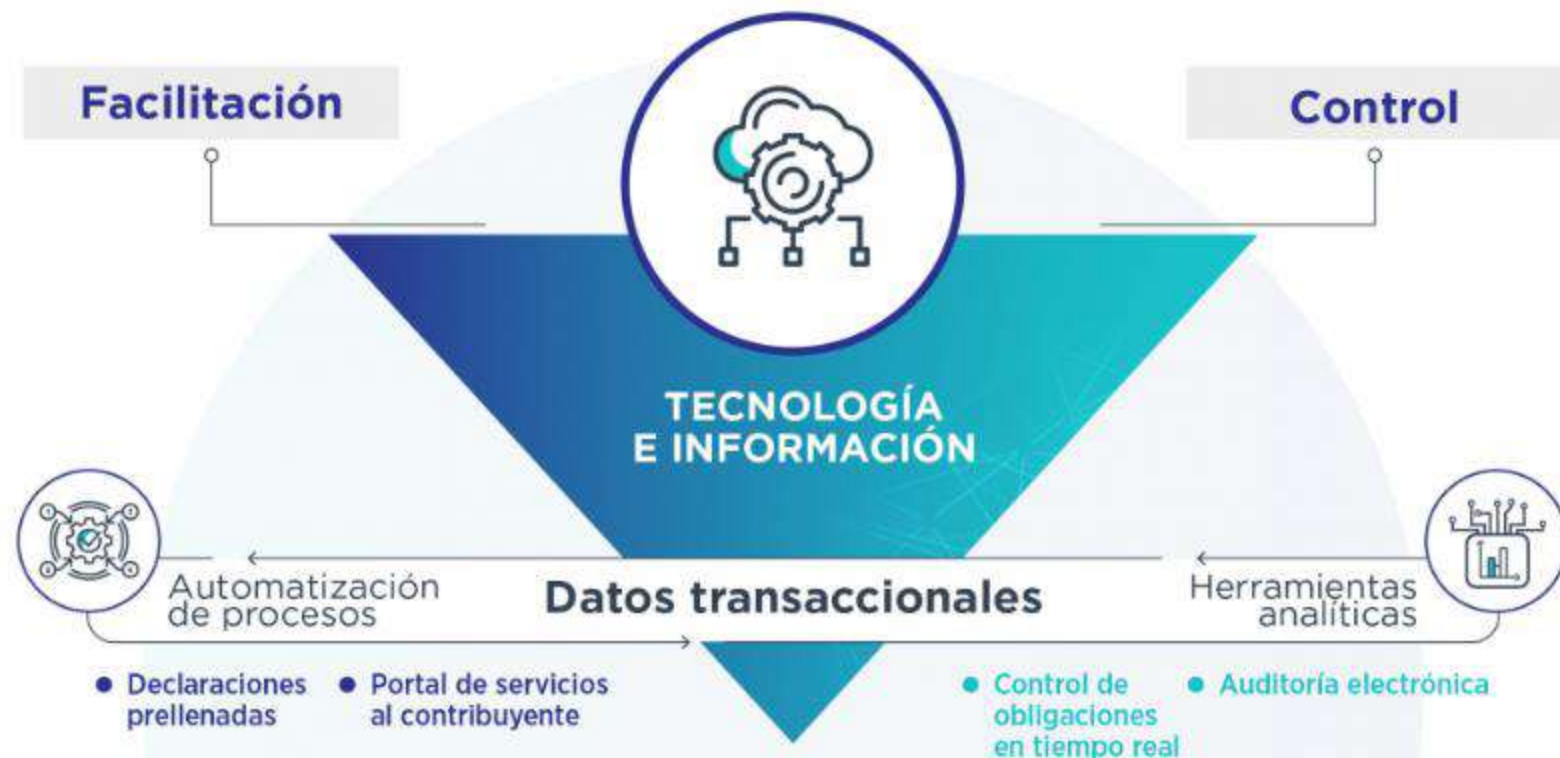 Facilitación
Control
TECNOLOGÍA
E INFORMACIÓN
Automatización
de procesos
Datos transaccionales
Herramientas
analíticas
Declaraciones
prellenadas
Portal de servicios
al contribuyente
Control de
obligaciones
en tiempo real
Auditoría electrónica